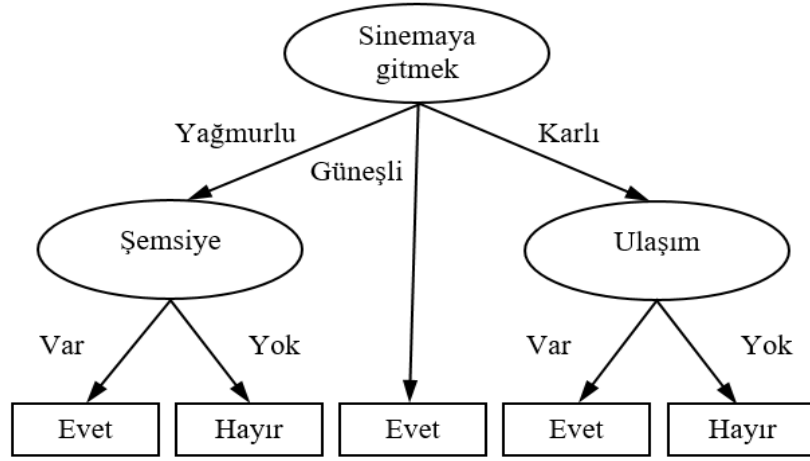 Sinemaya
gitmek
Yağmurlu
Güneşli
Karlı
Şemsiye
Ulaşım
Var
Yok
Var
Yok
Evet
Hayır
Evet
Evet
Hayır